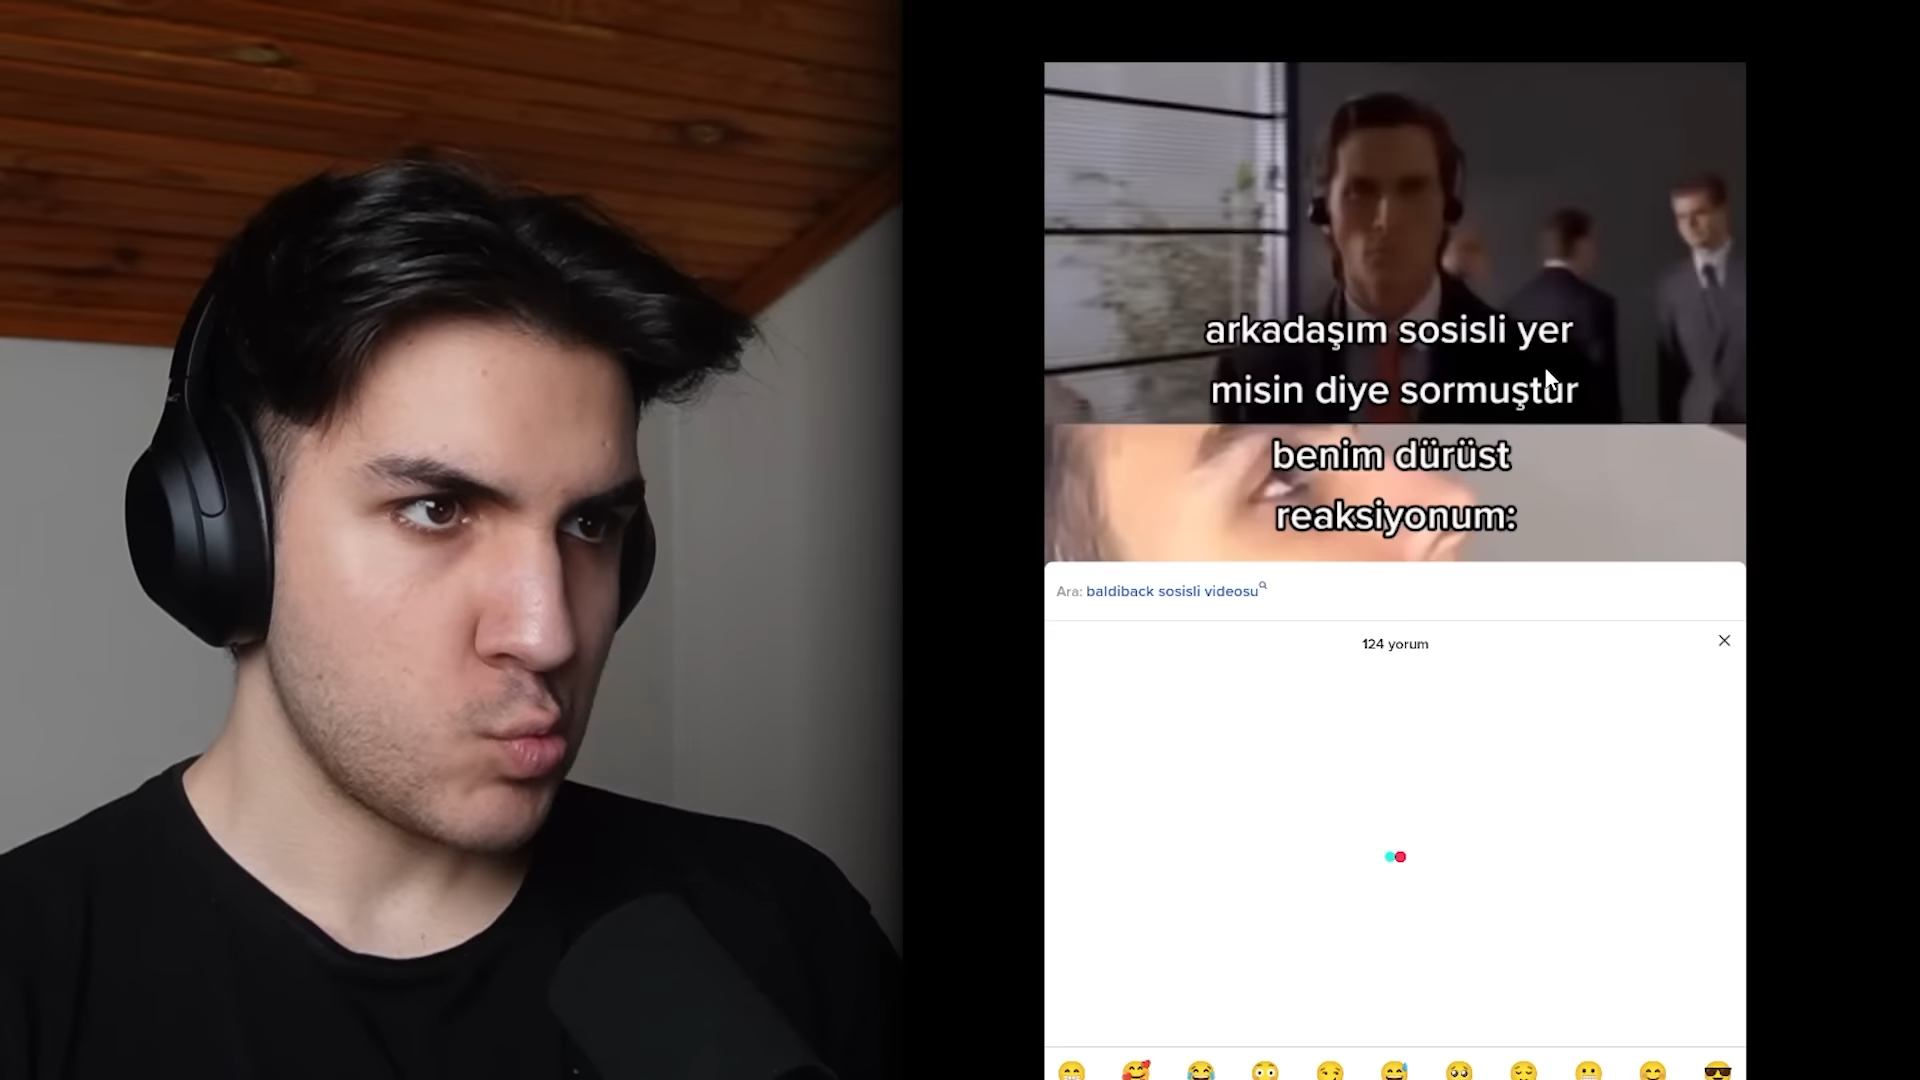 arkadaşım sosisli yer
misin diye sormuştur
benim dürüst
reaksiyonum:
Ara: baldiback sosisli videosu
124 yorum